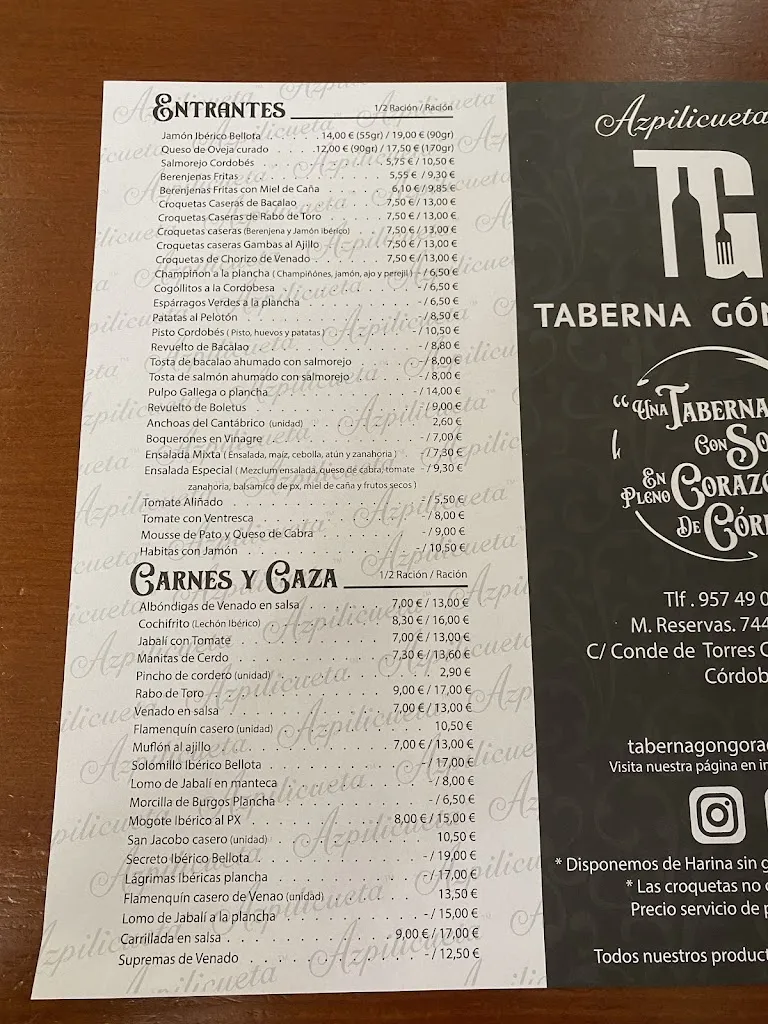 ENTRANTES 1/2 Ración / Ración
Jamón Ibérico Bellota . . . . . . 14,00 € (55gr) / 19,00 € (90gr)
Queso de Oveja curado . . . . . 12,00 € (90gr) / 17,50 € (170gr)
Salmorejo Cordobés . . . . . 5,75 € / 10,50 €
Berenjenas Fritas . . . . . 5,55 € / 9,30 €
Berenjenas Fritas con Miel de Caña . . . . . 6,10 € / 9,85 €
Croquetas Caseras de Bacalao . . . . . 7,50 € / 13,00 €
Croquetas Caseras de Rabo de Toro . . . . . 7,50 € / 13,00 €
Croquetas caseras (Berenjena y Jamón Ibérico) . . . . . 7,50 € / 13,00 €
Croquetas caseras Gambas al Ajillo . . . . . 7,50 € / 13,00 €
Croquetas de Chorizo de Venado . . . . . 7,50 € / 13,00 €
Champiñon a la plancha ( Champiñónes, jamón, ajo y perejil ) - / 6,50 €
Cogollitos a la Cordobesa . . . . . - / 6,50 €
Espárragos Verdes a la plancha . . . . . - / 6,50 €
Patatas al Pelotón . . . . . - / 8,50 €
Pisto Cordobés ( Pisto, huevos y patatas ) . . . . . - / 10,50 €
Revuelto de Bacalao . . . . . - / 8,80 €
Tosta de bacalao ahumado con salmorejo . . . . . - / 8,00 €
Tosta de salmón ahumado con salmorejo . . . . . - / 8,00 €
Pulpo Gallega o plancha . . . . . - / 14,00 €
Revuelto de Boletus . . . . . - / 9,00 €
Anchoas del Cantábrico (unidad) . . . . . 2,60 €
Boquerones en Vinagre . . . . . - / 7,00 €
Ensalada Mixta ( Ensalada, maíz, cebolla, atún y zanahoria ) . - / 7,30 €
Ensalada Especial ( Mezclum ensalada, queso de cabra, tomate - / 9,30 €
zanahoria, balsamico de px, miel de caña y frutos secos )
Tomate Aliñado . . . . . - / 5,50 €
Tomate con Ventresca . . . . . - / 8,00 €
Mousse de Pato y Queso de Cabra . . . . . - / 9,00 €
Habitas con Jamón . . . . . - / 10,50 €
CARNES Y CAZA 1/2 Ración / Ración
Albóndigas de Venado en salsa . . . . . 7,00 € / 13,00 €
Cochifrito (Lechón Ibérico) . . . . . 8,30 € / 16,00 €
Jabalí con Tomate . . . . . 7,00 € / 13,00 €
Manitas de Cerdo . . . . . 7,30 € / 13,60 €
Pincho de cordero (unidad) . . . . . 2,90 €
Rabo de Toro . . . . . 9,00 € / 17,00 €
Venado en salsa . . . . . 7,00 € / 13,00 €
Flamenquín casero (unidad) . . . . . 10,50 €
Muflón al ajillo . . . . . 7,00 € / 13,00 €
Solomillo Ibérico Bellota . . . . . - / 17,00 €
Lomo de Jabalí en manteca . . . . . - / 8,00 €
Morcilla de Burgos Plancha . . . . . - / 6,50 €
Mogote Ibérico al PX . . . . . 8,00 € / 15,00 €
San Jacobo casero (unidad) . . . . . 10,50 €
Secreto Ibérico Bellota . . . . . - / 19,00 €
Lágrimas Ibéricas plancha . . . . . - / 17,00 €
Flamenquín casero de Venao (unidad) . . . . . 13,50 €
Lomo de Jabalí a la plancha . . . . . - / 15,00 €
Carrillada en salsa . . . . . 9,00 € / 17,00 €
Supremas de Venado . . . . . - / 12,50 €
Azpilicueta
TG
TABERNA GÓN
"UNA TABERNA
CON SO
EN PLENO CORAZÓ
DE CÓR
Tlf . 957 49 0
M. Reservas. 744
C/ Conde de Torres C
Córdob
tabernagongora
Visita nuestra página en in
* Disponemos de Harina sin g
* Las croquetas no c
Precio servicio de p
Todos nuestros product